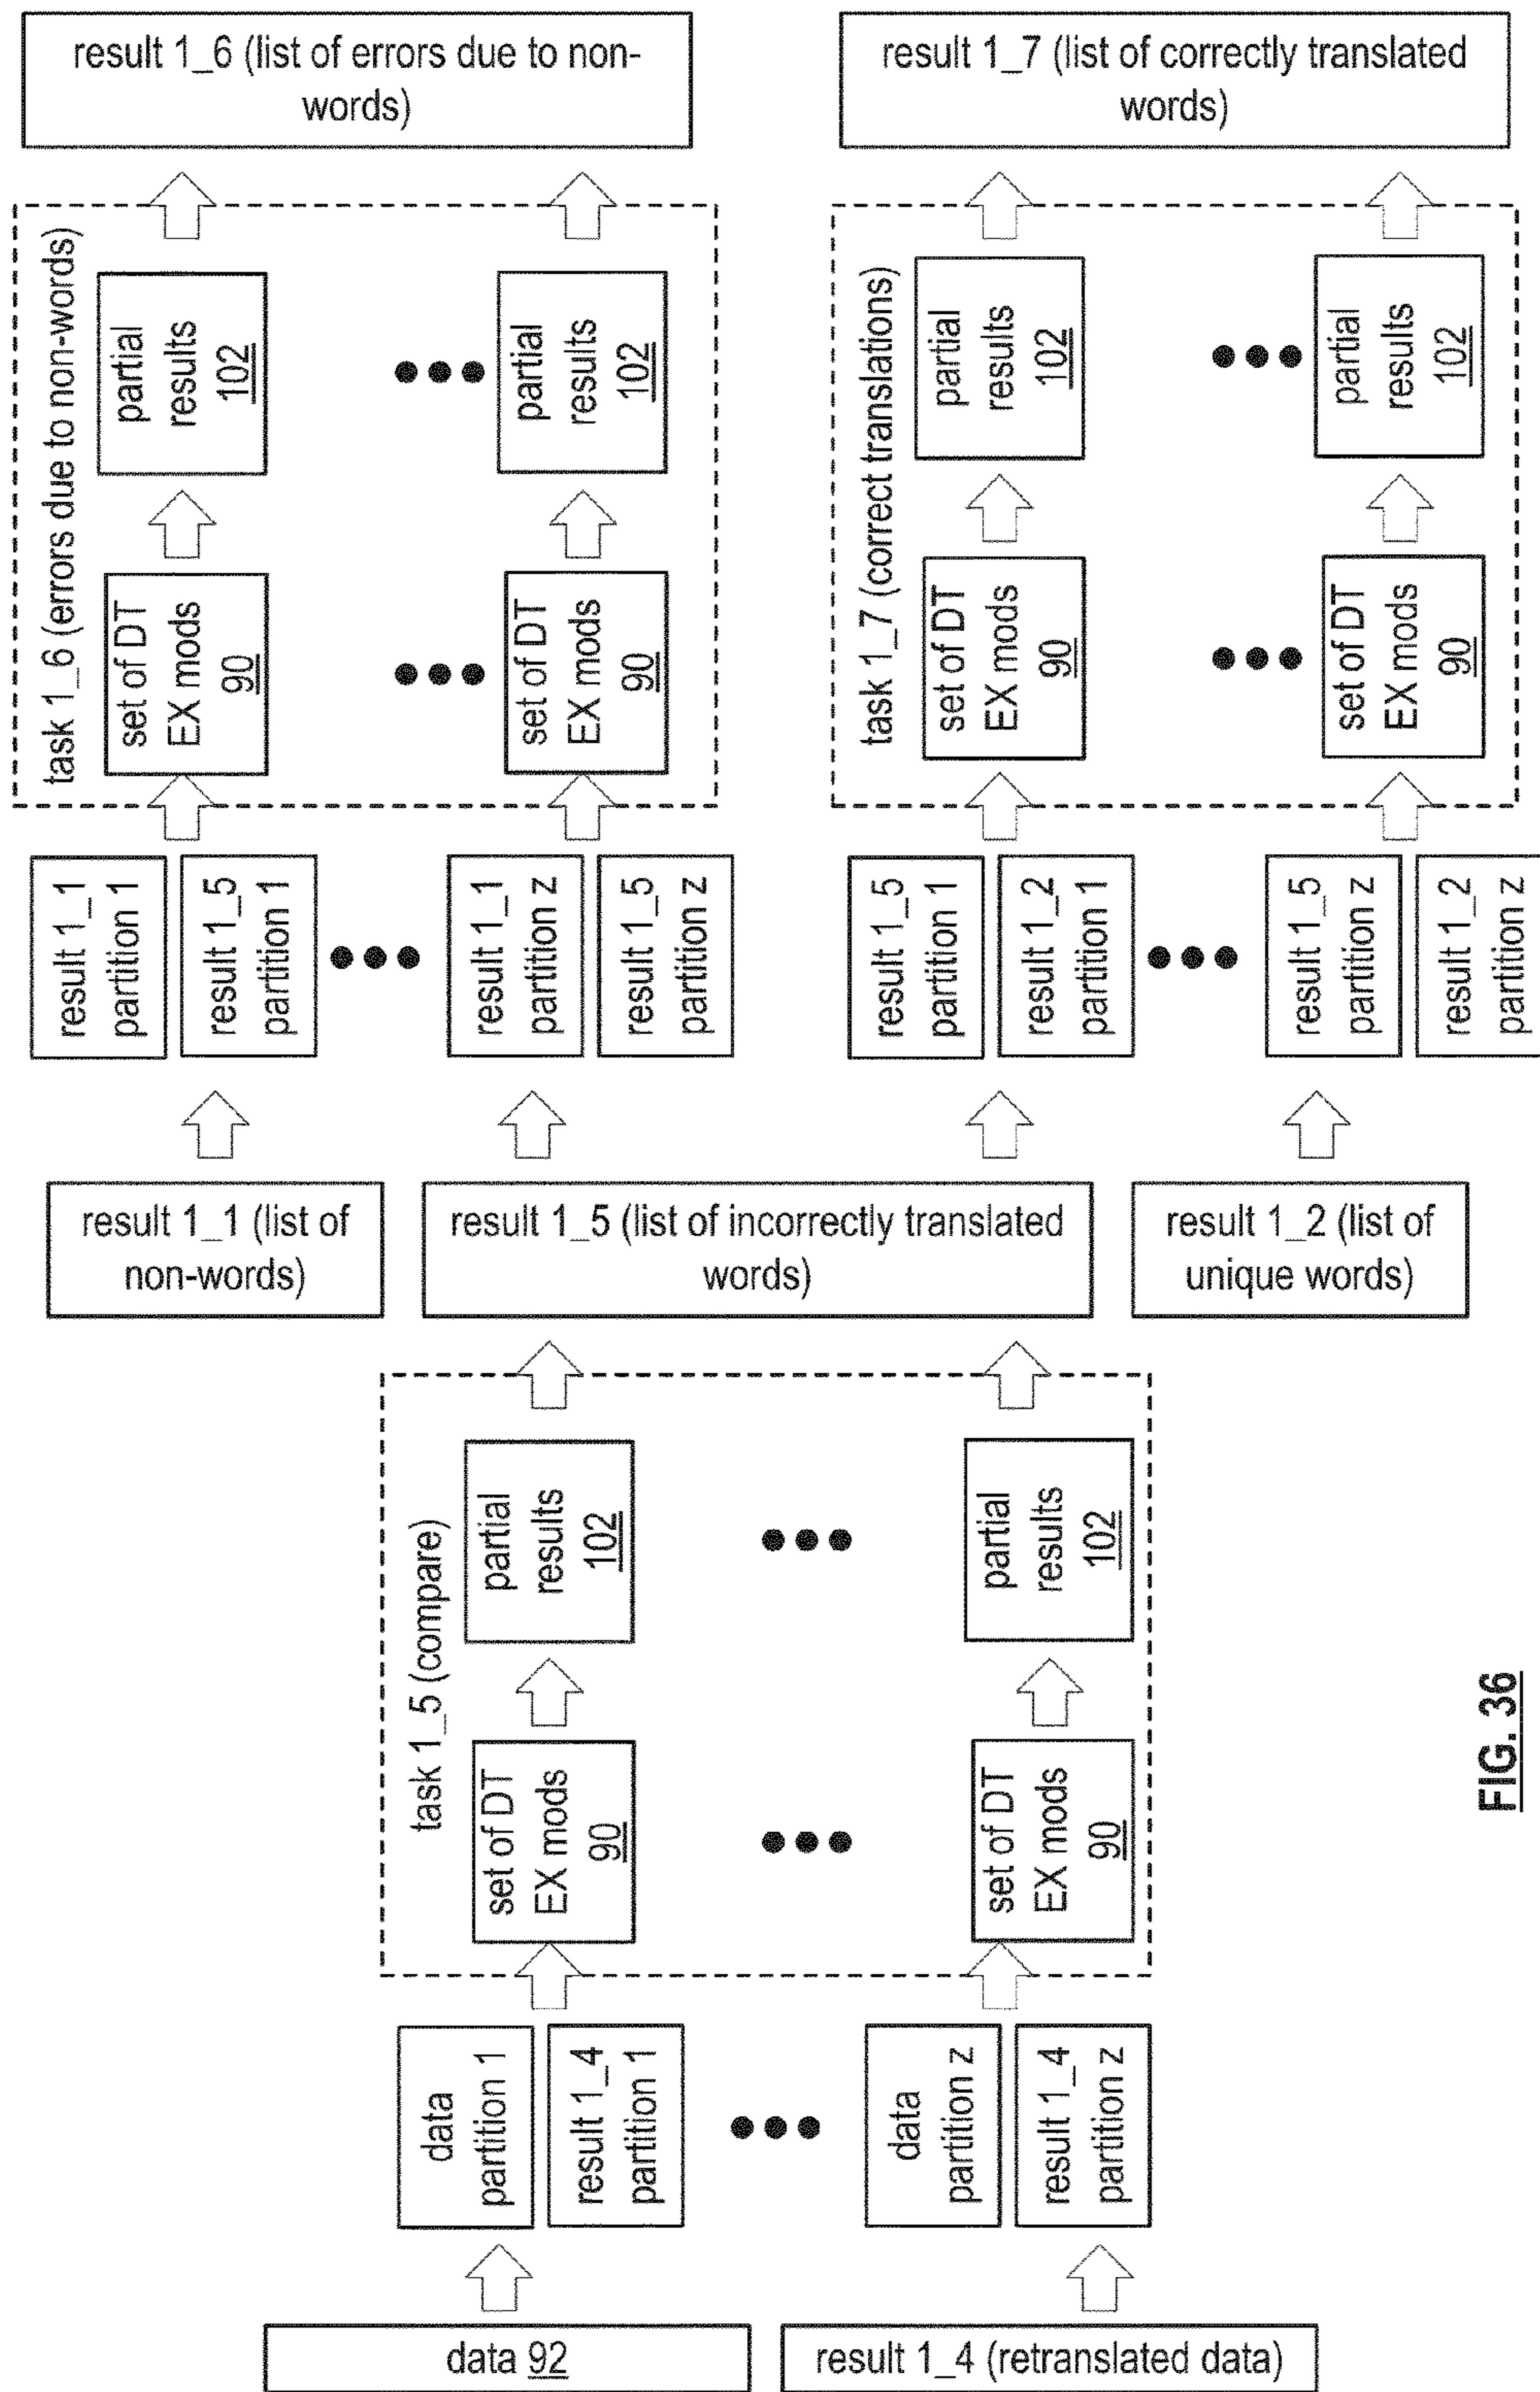 data 92
result 1_4 (retranslated data)
data
partition 1
result 1_4
partition 1
data
partition z
result 1_4
partition z
task 1_5 (compare)
set of DT
EX mods
90
partial
results
102
set of DT
EX mods
90
partial
results
102
result 1_1 (list of
non-words)
result 1_5 (list of incorrectly translated
words)
result 1_2 (list of
unique words)
result 1_1
partition 1
result 1_5
partition 1
result 1_1
partition z
result 1_5
partition z
task 1_6 (errors due to non-words)
set of DT
EX mods
90
partial
results
102
set of DT
EX mods
90
partial
results
102
result 1_6 (list of errors due to non-
words)
result 1_5
partition 1
result 1_2
partition 1
result 1_5
partition z
result 1_2
partition z
task 1_7 (correct translations)
set of DT
EX mods
90
partial
results
102
set of DT
EX mods
90
partial
results
102
result 1_7 (list of correctly translated
words)
FIG. 36